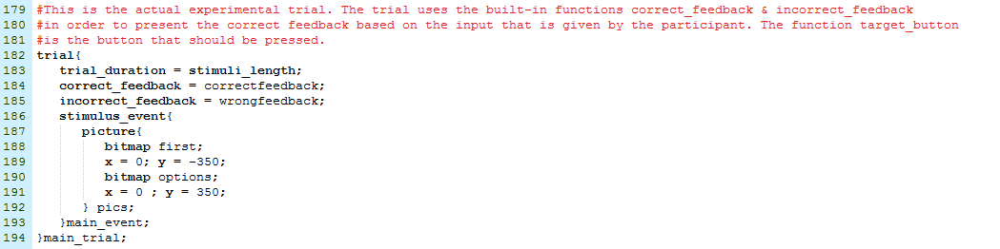 179 #This is the actual experimental trial. The trial uses the built-in functions correct_feedback & incorrect_feedback
180 #in order to present the correct feedback based on the input that is given by the participant. The function target_button
181 #is the button that should be pressed.
182 trial{
183 trial_duration = stimuli_length;
184 correct_feedback = correctfeedback;
185 incorrect_feedback = wrongfeedback;
186 stimulus_event{
187 picture{
188 bitmap first;
189 x = 0; y = -350;
190 bitmap options;
191 x = 0 ; y = 350;
192 } pics;
193 }main_event;
194 }main_trial;